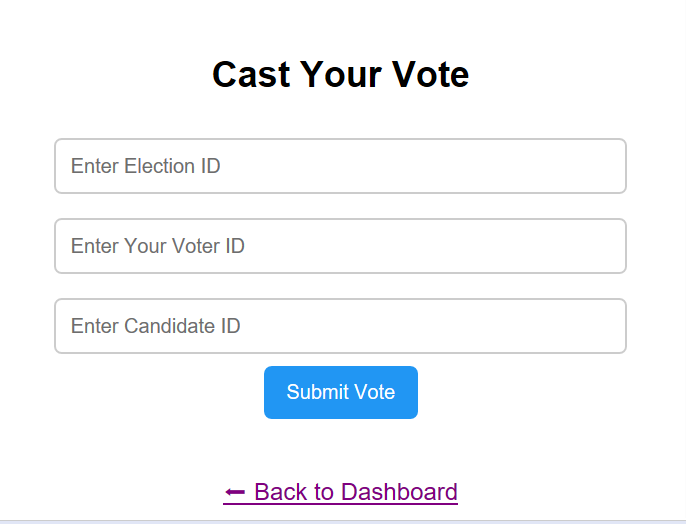 Cast Your Vote
Enter Election ID
Enter Your Voter ID
Enter Candidate ID
Submit Vote
← Back to Dashboard